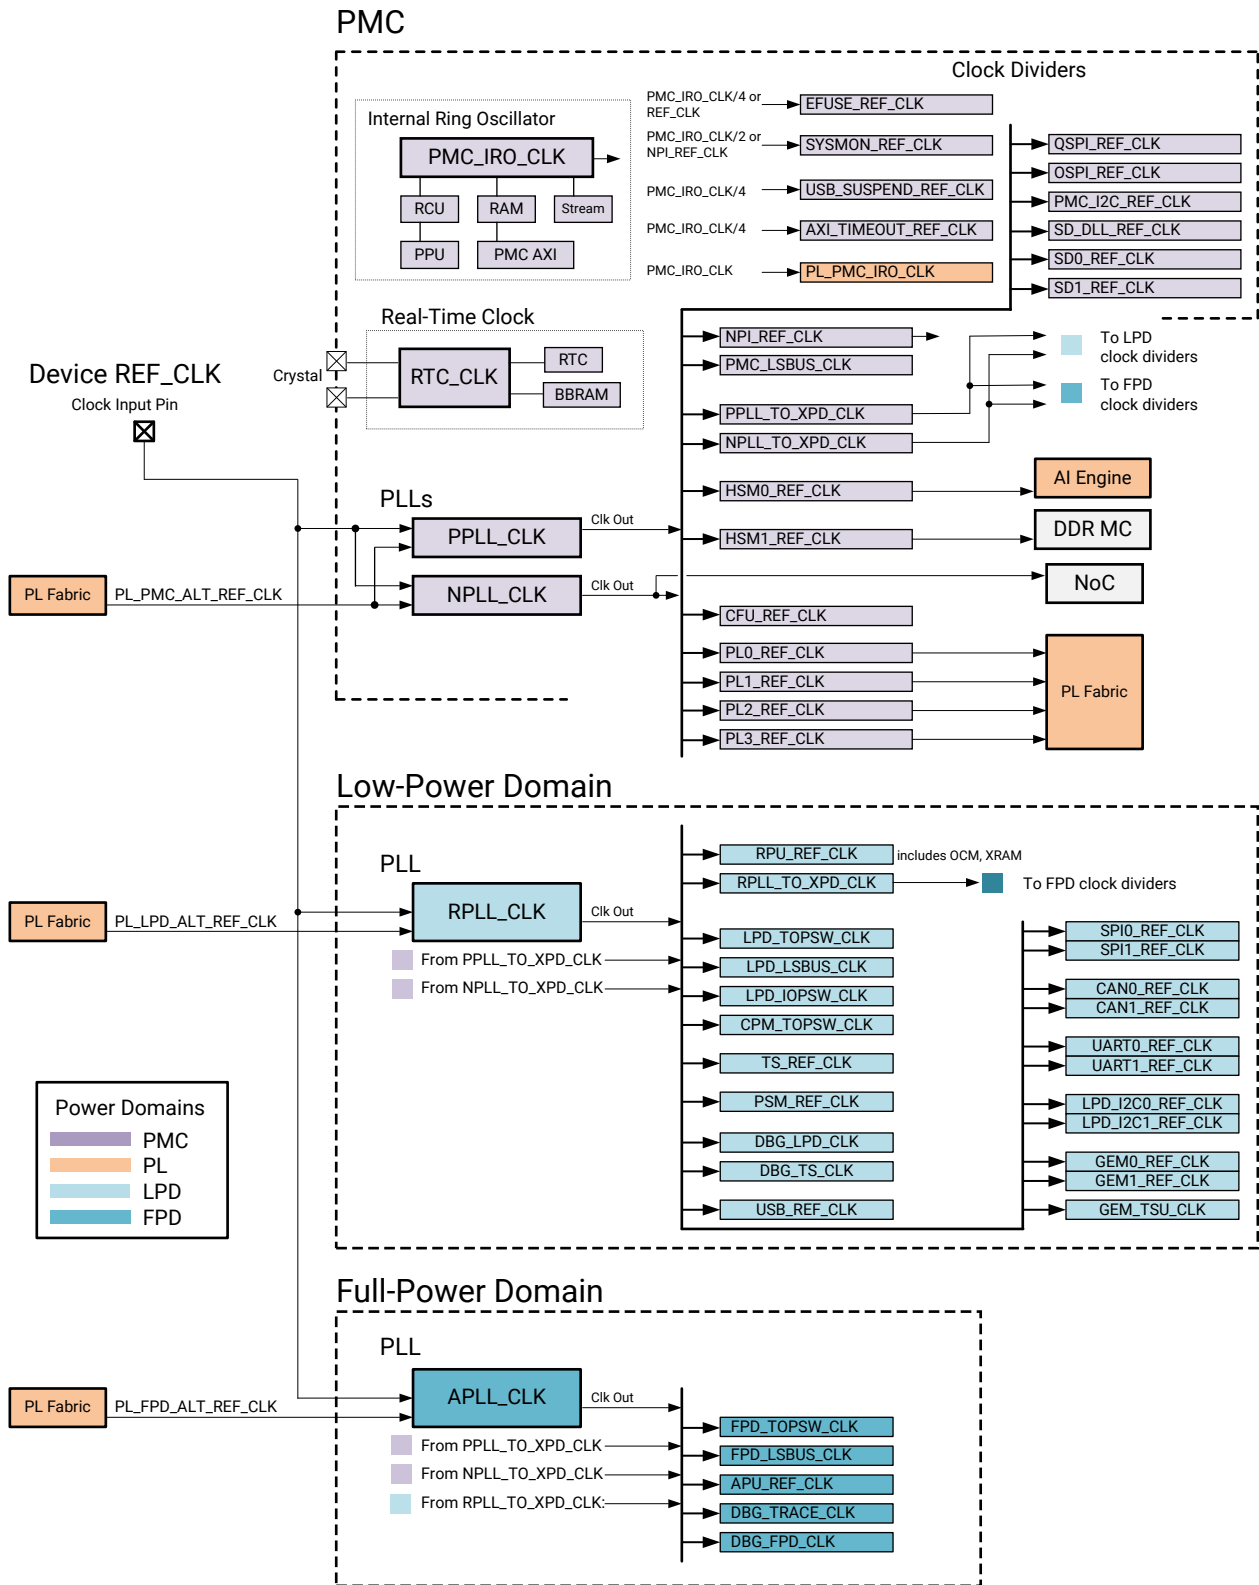 PMC
Clock Dividers
Internal Ring Oscillator
PMC_IRO_CLK
RCU
RAM
Stream
PPU
PMC AXI
PMC_IRO_CLK/4 or
REF_CLK
EFUSE_REF_CLK
PMC_IRO_CLK/2 or
NPI_REF_CLK
SYSMON_REF_CLK
PMC_IRO_CLK/4
USB_SUSPEND_REF_CLK
PMC_IRO_CLK/4
AXI_TIMEOUT_REF_CLK
PMC_IRO_CLK
PL_PMC_IRO_CLK
QSPI_REF_CLK
OSPI_REF_CLK
PMC_I2C_REF_CLK
SD_DLL_REF_CLK
SD0_REF_CLK
SD1_REF_CLK
Real-Time Clock
Crystal
RTC_CLK
RTC
BBRAM
Device REF_CLK
Clock Input Pin
NPI_REF_CLK
PMC_LSBUS_CLK
PPLL_TO_XPD_CLK
NPLL_TO_XPD_CLK
To LPD
clock dividers
To FPD
clock dividers
HSM0_REF_CLK
AI Engine
HSM1_REF_CLK
DDR MC
NoC
PLLs
PPLL_CLK
Clk Out
NPLL_CLK
Clk Out
PL Fabric
PL_PMC_ALT_REF_CLK
CFU_REF_CLK
PL0_REF_CLK
PL1_REF_CLK
PL2_REF_CLK
PL3_REF_CLK
PL Fabric
Low-Power Domain
PLL
RPLL_CLK
Clk Out
PL Fabric
PL_LPD_ALT_REF_CLK
From PPLL_TO_XPD_CLK
From NPLL_TO_XPD_CLK
RPU_REF_CLK
includes OCM, XRAM
RPLL_TO_XPD_CLK
To FPD clock dividers
LPD_TOPSW_CLK
LPD_LSBUS_CLK
LPD_IOPSW_CLK
CPM_TOPSW_CLK
TS_REF_CLK
PSM_REF_CLK
DBG_LPD_CLK
DBG_TS_CLK
USB_REF_CLK
SPI0_REF_CLK
SPI1_REF_CLK
CAN0_REF_CLK
CAN1_REF_CLK
UART0_REF_CLK
UART1_REF_CLK
LPD_I2C0_REF_CLK
LPD_I2C1_REF_CLK
GEM0_REF_CLK
GEM1_REF_CLK
GEM_TSU_CLK
Power Domains
PMC
PL
LPD
FPD
Full-Power Domain
PLL
APLL_CLK
Clk Out
PL Fabric
PL_FPD_ALT_REF_CLK
From PPLL_TO_XPD_CLK
From NPLL_TO_XPD_CLK
From RPLL_TO_XPD_CLK:
FPD_TOPSW_CLK
FPD_LSBUS_CLK
APU_REF_CLK
DBG_TRACE_CLK
DBG_FPD_CLK